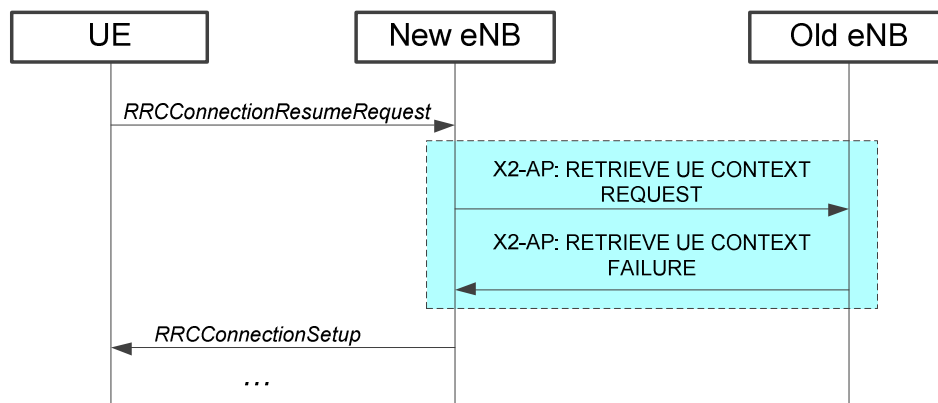 UE
New eNB
Old eNB
RRCConnectionResumeRequest
X2-AP: RETRIEVE UE CONTEXT
REQUEST
X2-AP: RETRIEVE UE CONTEXT
FAILURE
RRCConnectionSetup
...